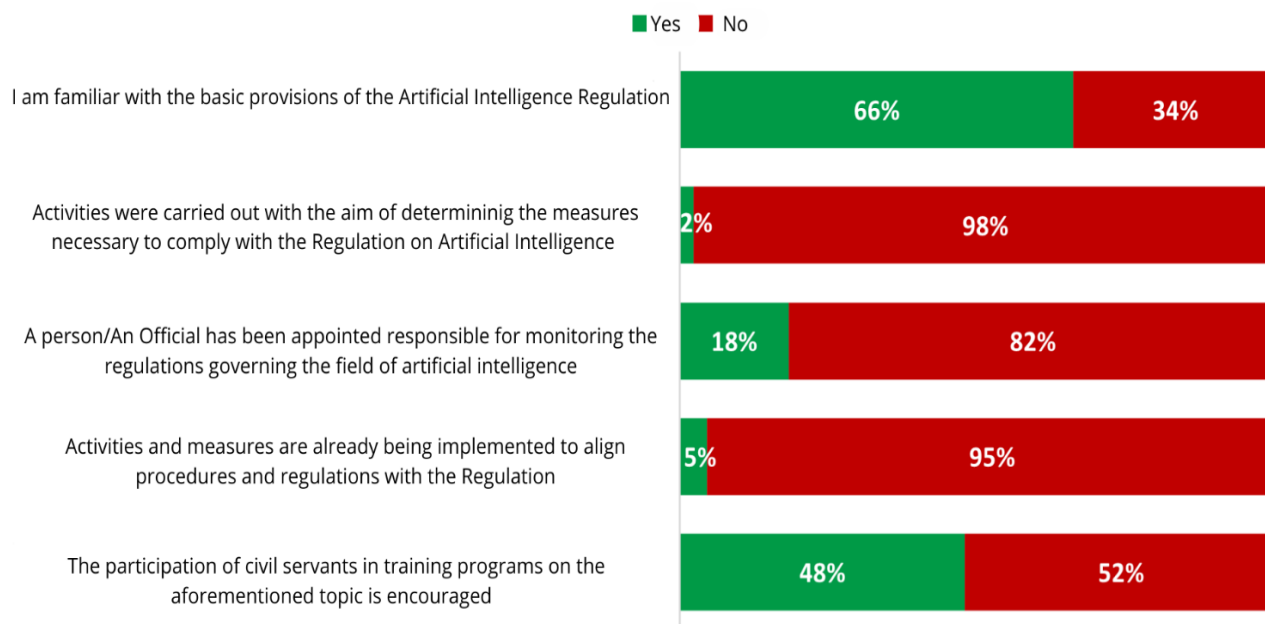 Yes No
I am familiar with the basic provisions of the Artificial Intelligence Regulation
66% 34%
Activities were carried out with the aim of determininig the measures
necessary to comply with the Regulation on Artificial Intelligence
2% 98%
A person/An Official has been appointed responsible for monitoring the
regulations governing the field of artificial intelligence
18% 82%
Activities and measures are already being implemented to align
procedures and regulations with the Regulation
5% 95%
The participation of civil servants in training programs on the
aforementioned topic is encouraged
48% 52%